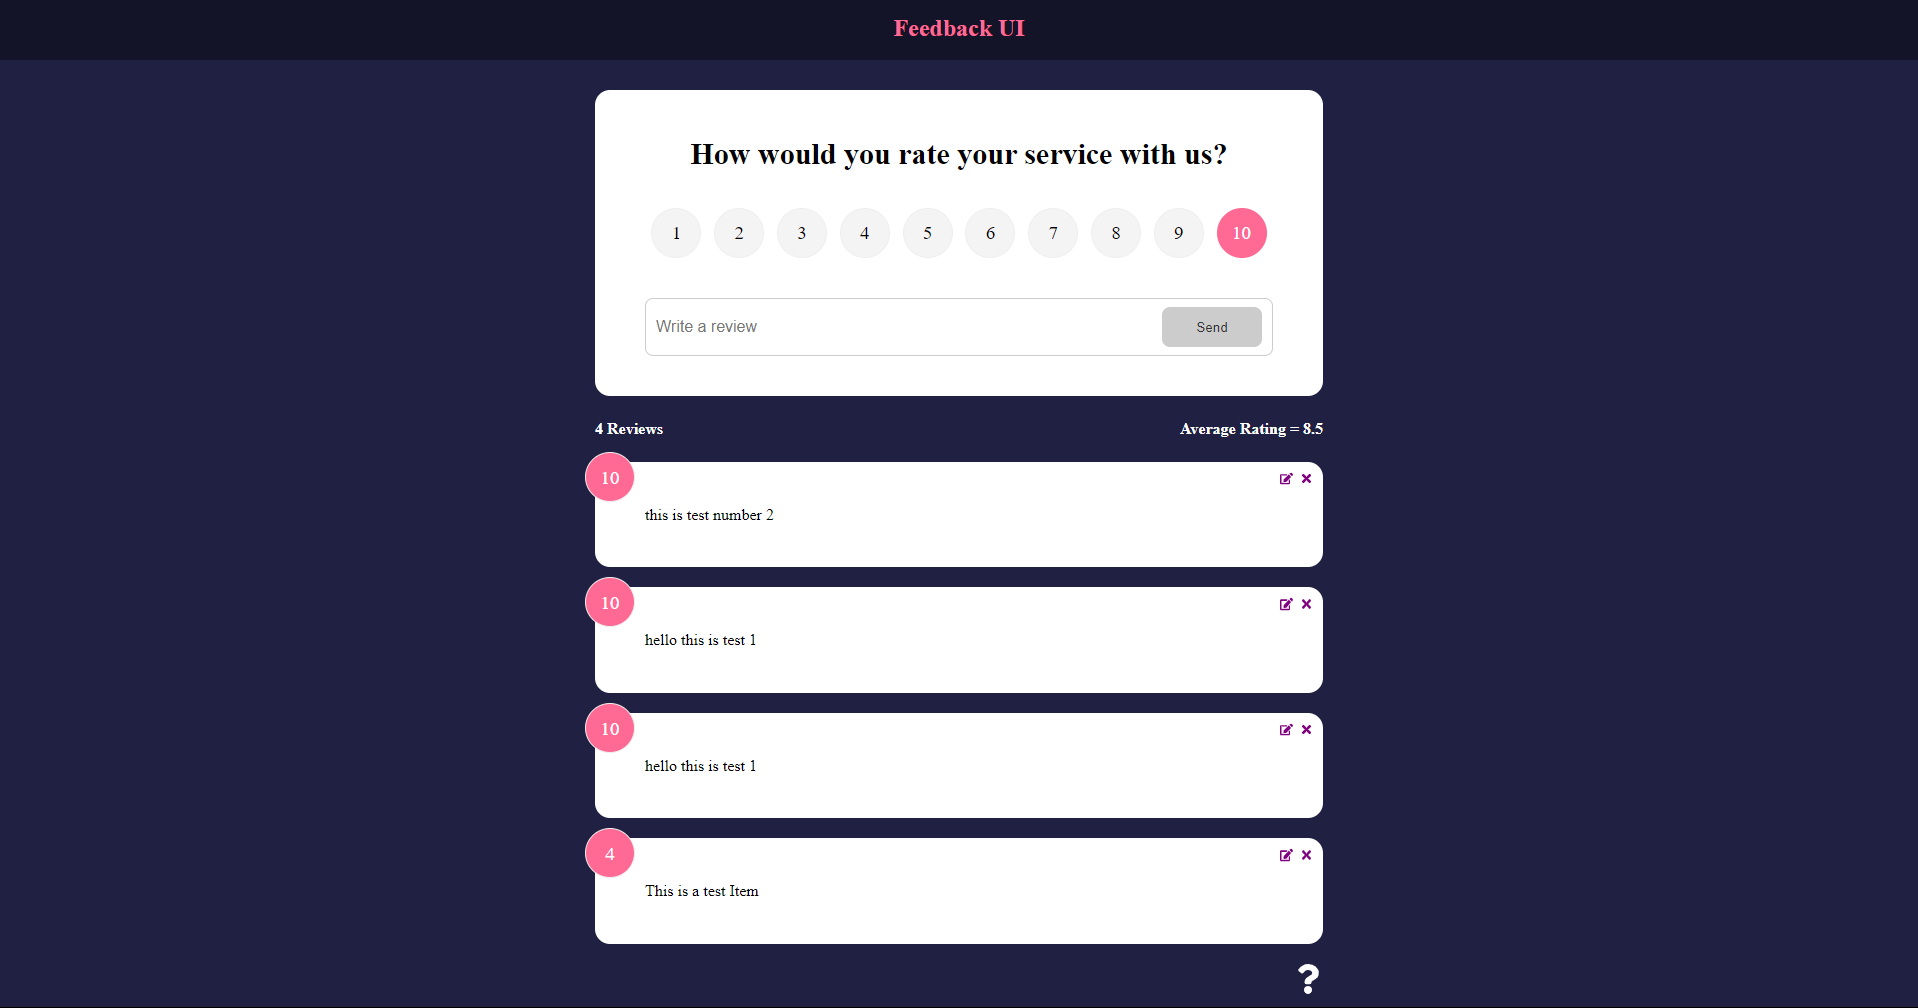 Feedback UI
How would you rate your service with us?
1 2 3 4 5 6 7 8 9 10
Write a review Send
4 Reviews Average Rating = 8.5
10
this is test number 2
10
hello this is test 1
10
hello this is test 1
4
This is a test Item
?